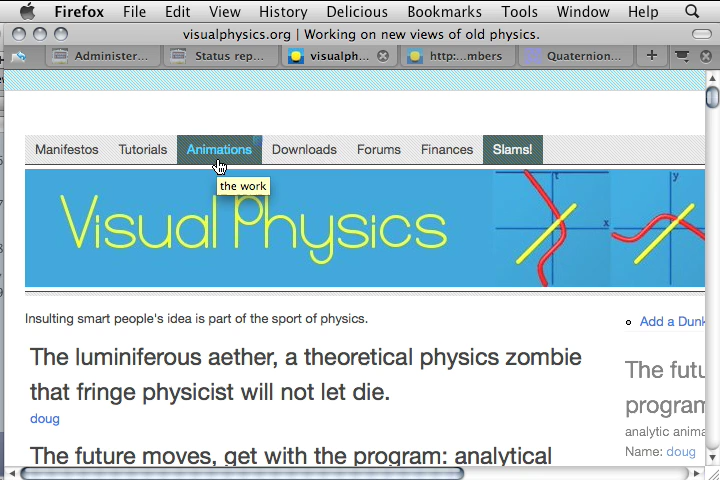 Firefox File Edit View History Delicious Bookmarks Tools Window Help
visualphysics.org | Working on new views of old physics.
Administer... Status rep... visualph... http:...mbers Quaternion...
Manifestos Tutorials Animations Downloads Forums Finances Slams!
the work
Visual Physics
t
x
y
Insulting smart people's idea is part of the sport of physics.
Add a Dunk
The luminiferous aether, a theoretical physics zombie
that fringe physicist will not let die.
doug
The futu
program
analytic anima
Name: doug
The future moves, get with the program: analytical